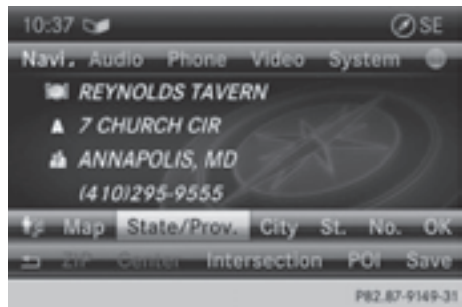 10:37 SE
Navi. Audio Phone Video System
REYNOLDS TAVERN
7 CHURCH CIR
ANNAPOLIS, MD
(410)295-9555
Map State/Prov. City St. No. OK
ZIP Center Intersection POI Save
P82.87-9149-31